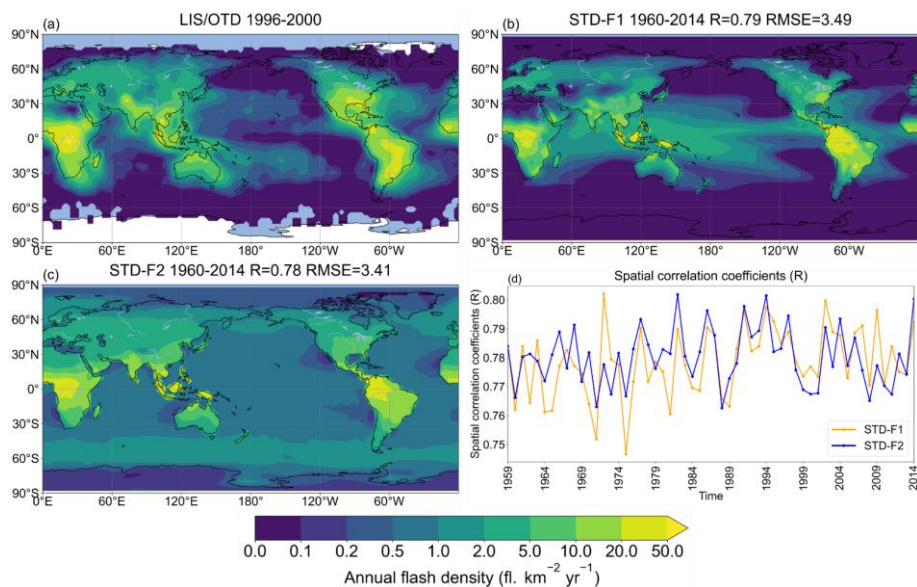 (a) LIS/OTD 1996-2000
90°N
60°N
30°N
0°
30°S
60°S
90°S
0°E 60°E 120°E 180° 120°W 60°W
(b) STD-F1 1960-2014 R=0.79 RMSE=3.49
90°N
60°N
30°N
0°
30°S
60°S
90°S
0°E 60°E 120°E 180° 120°W 60°W
(c) STD-F2 1960-2014 R=0.78 RMSE=3.41
90°N
60°N
30°N
0°
30°S
60°S
90°S
0°E 60°E 120°E 180° 120°W 60°W
(d) Spatial correlation coefficients (R)
Spatial correlation coefficients (R)
0.80
0.79
0.78
0.77
0.76
0.75
STD-F1
STD-F2
1959 1964 1969 1974 1979 1984 1989 1994 1999 2004 2009 2014
Time
0.0 0.1 0.2 0.5 1.0 2.0 5.0 10.0 20.0 50.0
Annual flash density (fl. km⁻² yr⁻¹)